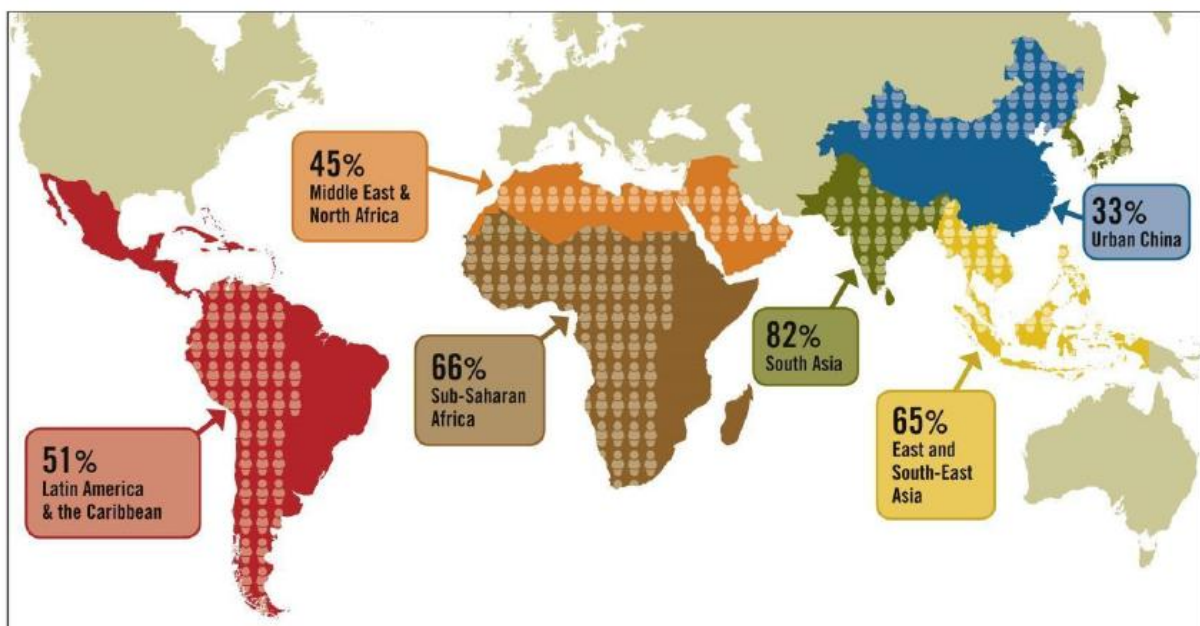 45%
Middle East &
North Africa
33%
Urban China
82%
South Asia
66%
Sub-Saharan
Africa
65%
East and
South-East
Asia
51%
Latin America
& the Caribbean